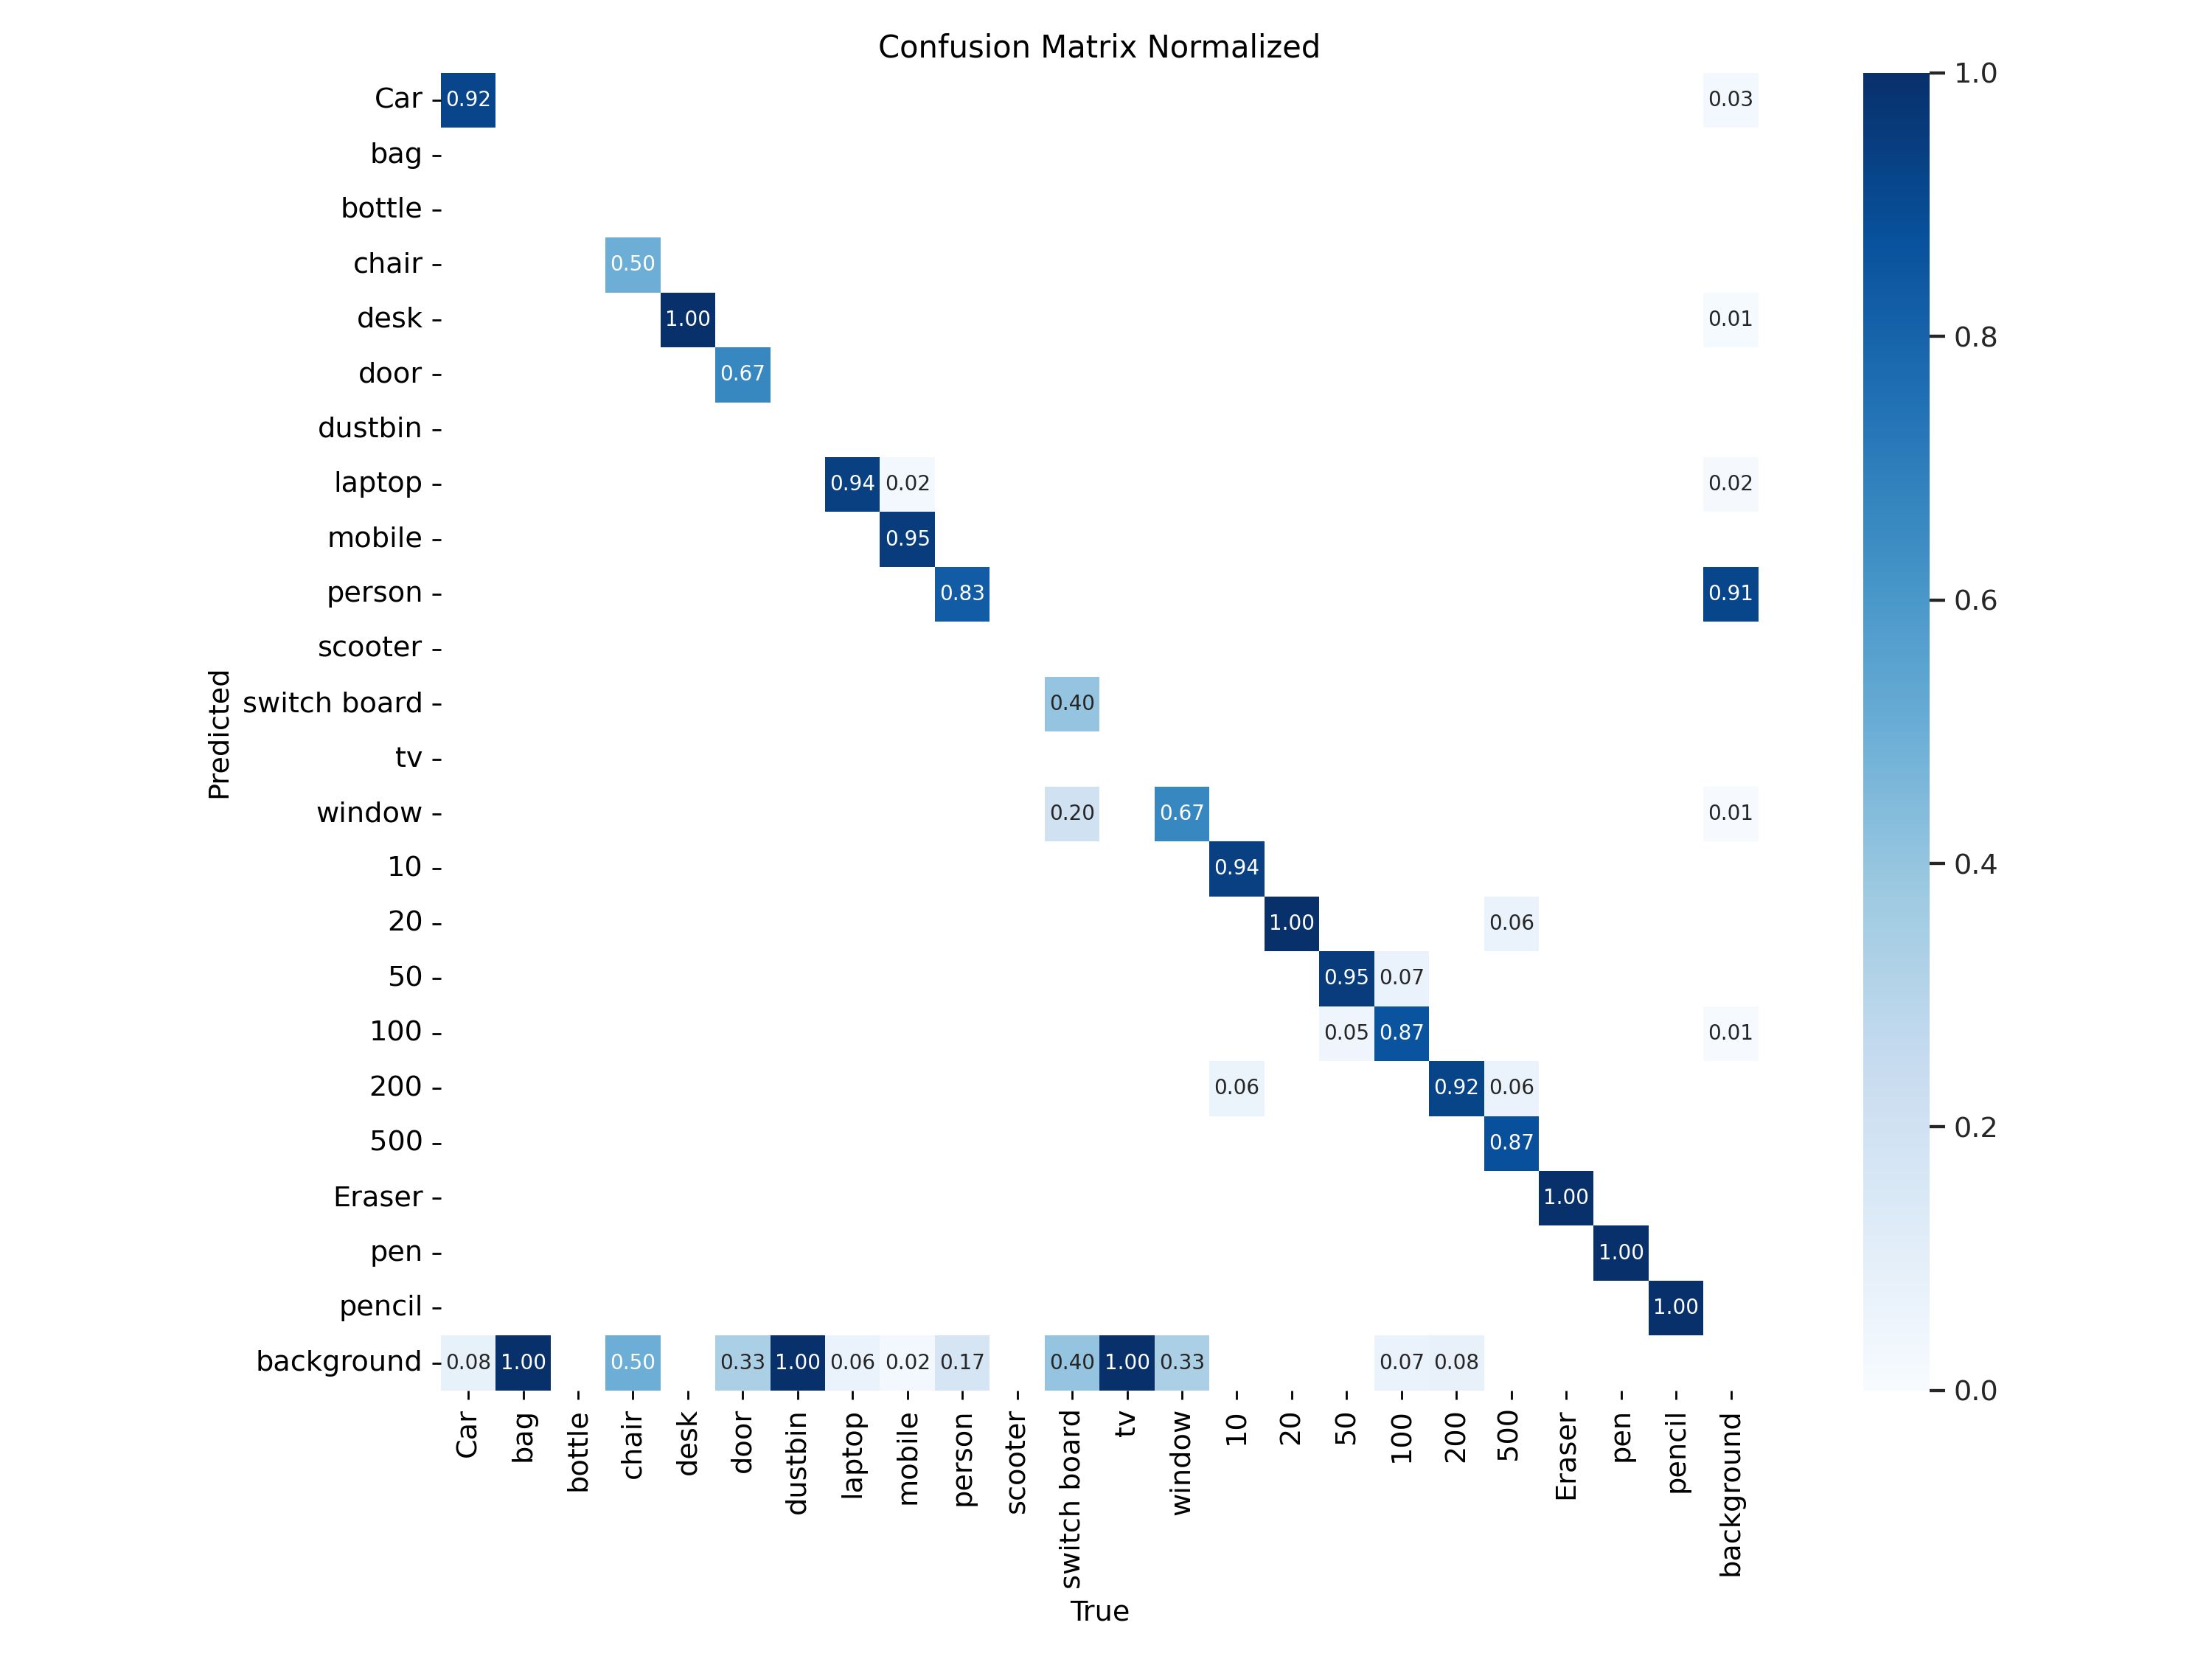 Confusion Matrix Normalized
Car 0.92 0.03 1.0
bag
bottle
chair 0.50
desk 1.00 0.01 0.8
door 0.67
dustbin
laptop 0.94 0.02 0.02
mobile 0.95
person 0.83 0.91 0.6
scooter
switch board 0.40
Predicted
tv
window 0.20 0.67 0.01
10 0.94 0.4
20 1.00 0.06
50 0.95 0.07
100 0.05 0.87 0.01
200 0.06 0.92 0.06
0.2
500 0.87
Eraser 1.00
pen 1.00
pencil 1.00
background 0.08 1.00 0.50 0.33 1.00 0.06 0.02 0.17 0.40 1.00 0.33 0.07 0.08
0.0
Car bag bottle chair desk door dustbin laptop mobile person scooter switch board tv window 10 20 50 100 200 500 Eraser pen pencil background
True